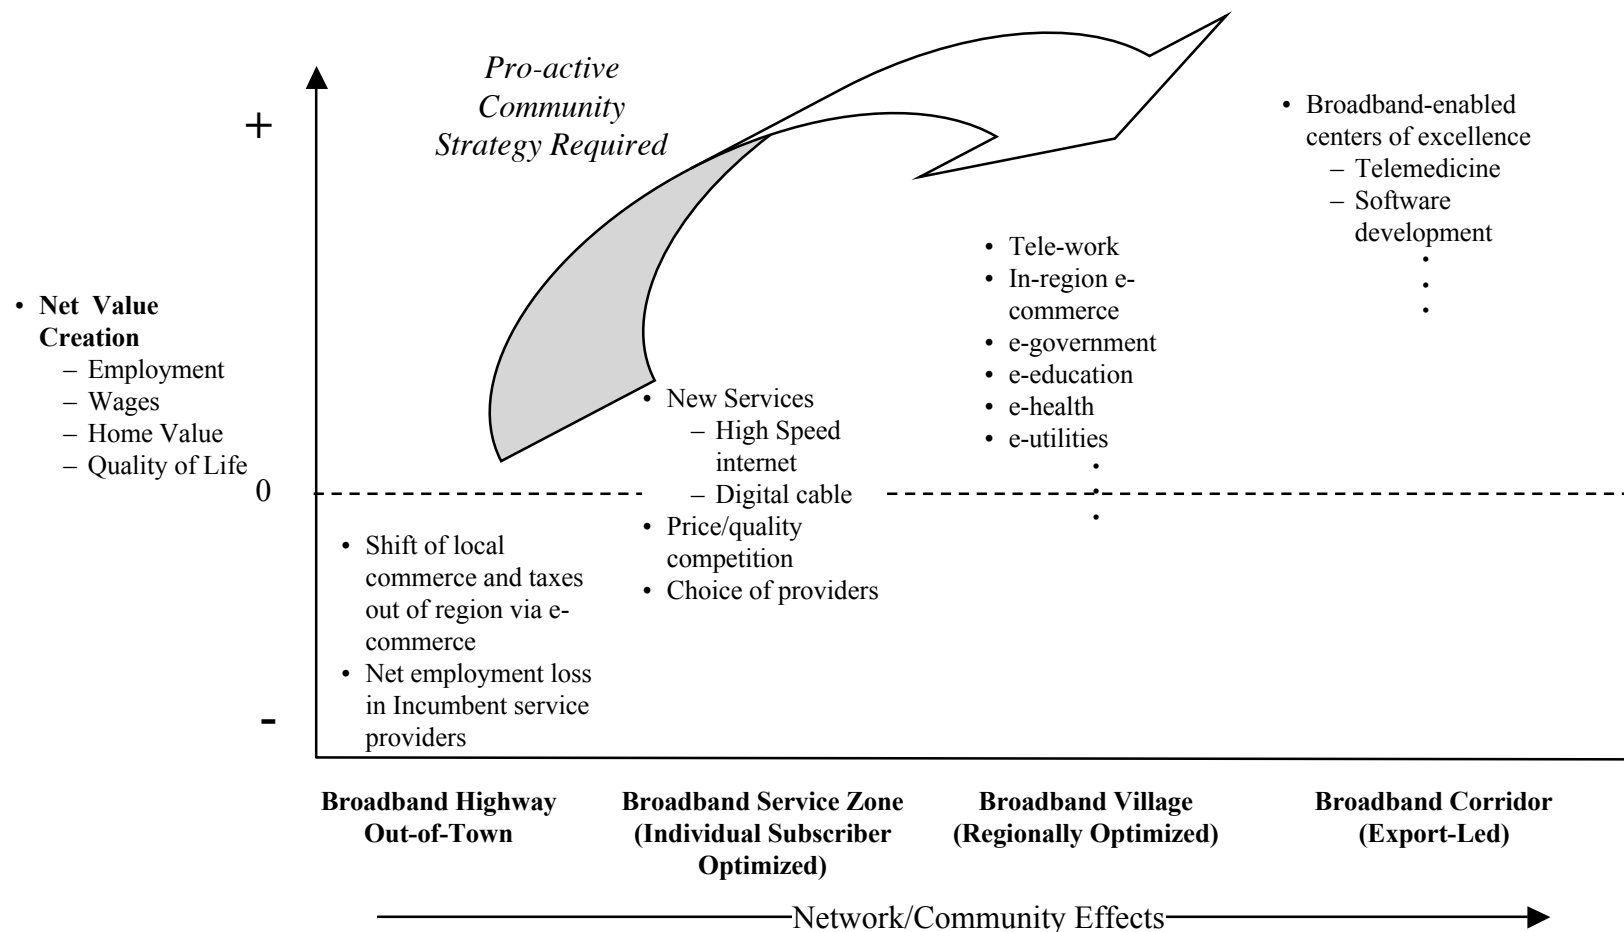 Pro-active
Community
Strategy Required
+
• Broadband-enabled
centers of excellence
– Telemedicine
– Software
development
• Net Value
Creation
– Employment
– Wages
– Home Value
– Quality of Life
• Tele-work
• In-region e-
commerce
• e-government
• e-education
• e-health
• e-utilities
• New Services
– High Speed
internet
– Digital cable
• Price/quality
competition
• Choice of providers
0
• Shift of local
commerce and taxes
out of region via e-
commerce
• Net employment loss
in Incumbent service
providers
-
Broadband Highway
Out-of-Town
Broadband Service Zone
(Individual Subscriber
Optimized)
Broadband Village
(Regionally Optimized)
Broadband Corridor
(Export-Led)
Network/Community Effects